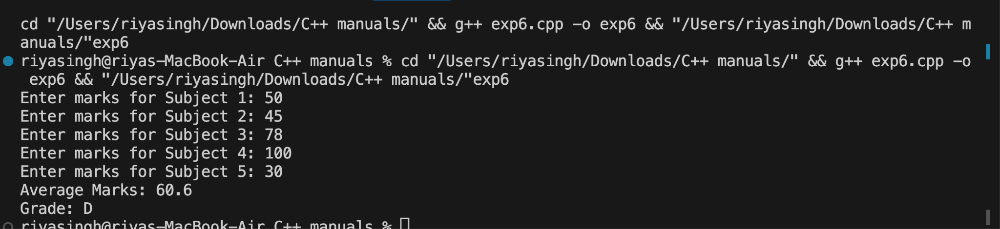 cd "/Users/riyasingh/Downloads/C++ manuals/" && g++ exp6.cpp -o exp6 && "/Users/riyasingh/Downloads/C++ m
anuals/"exp6
riyasingh@riyas-MacBook-Air C++ manuals % cd "/Users/riyasingh/Downloads/C++ manuals/" && g++ exp6.cpp -o
 exp6 && "/Users/riyasingh/Downloads/C++ manuals/"exp6
Enter marks for Subject 1: 50
Enter marks for Subject 2: 45
Enter marks for Subject 3: 78
Enter marks for Subject 4: 100
Enter marks for Subject 5: 30
Average Marks: 60.6
Grade: D
riyasingh@riyas-MacBook-Air C++ manuals %